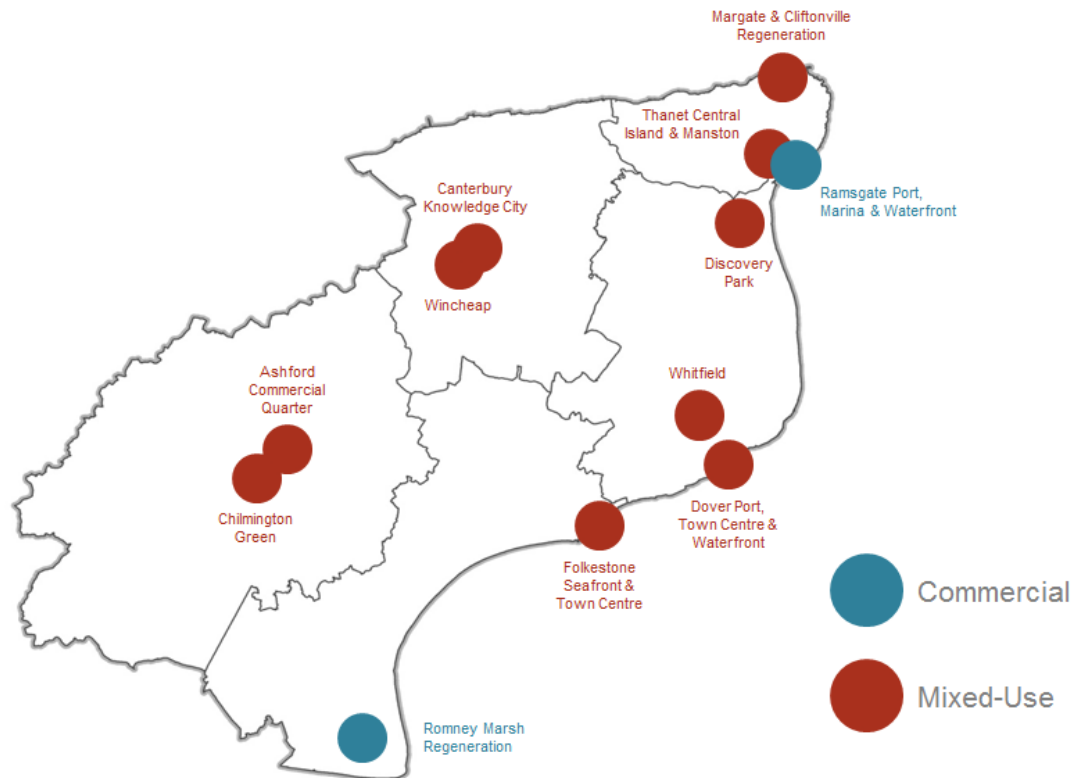 Margate & Cliftonville
Regeneration
Thanet Central
Island & Manston
Ramsgate Port,
Marina & Waterfront
Canterbury
Knowledge City
Wincheap
Discovery
Park
Ashford
Commercial
Quarter
Chilmington
Green
Whitfield
Dover Port,
Town Centre &
Waterfront
Folkestone
Seafront &
Town Centre
Romney Marsh
Regeneration
Commercial
Mixed-Use